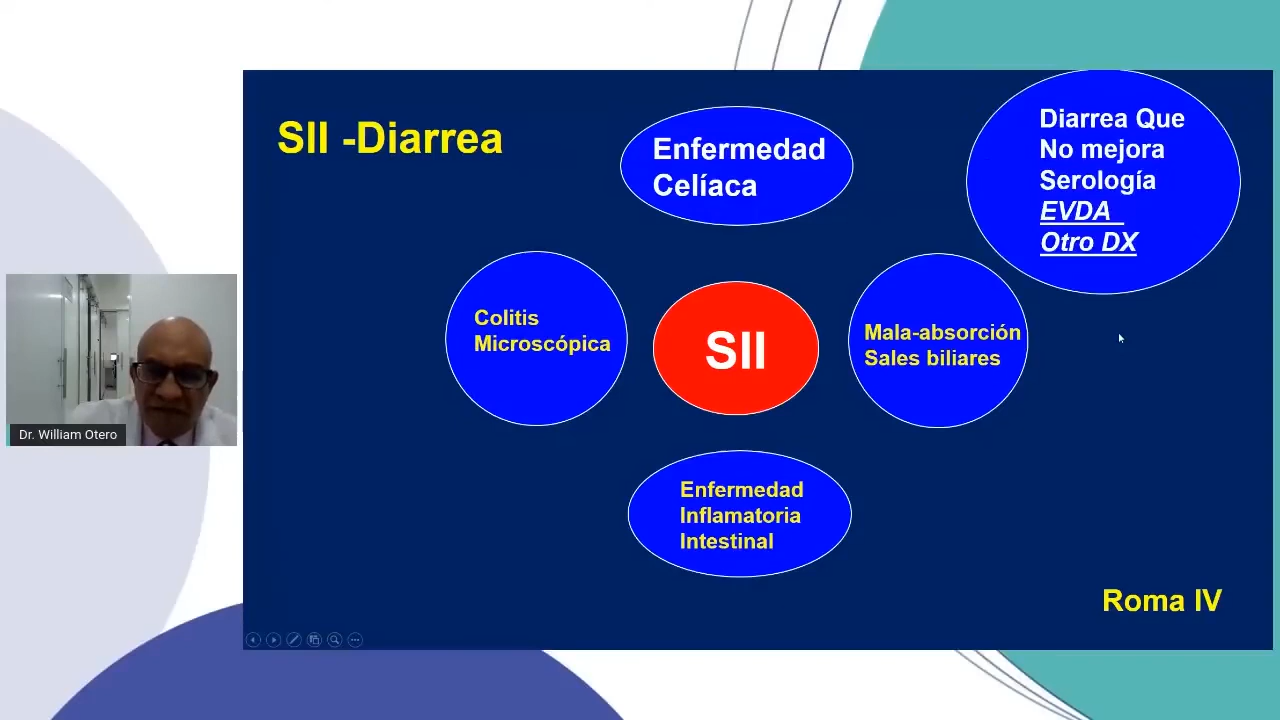 SII -Diarrea
Enfermedad
Celíaca
Diarrea Que
No mejora
Serología
EVDA
Otro DX
Colitis
Microscópica
SII
Mala-absorción
Sales biliares
Enfermedad
Inflamatoria
Intestinal
Roma IV
Dr. William Otero